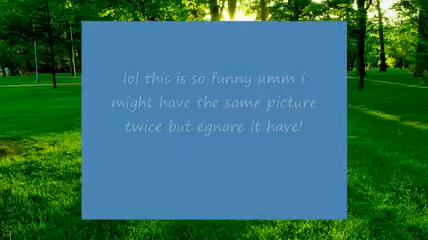 lol this is so funny umm i
might have the same picture
twice but egnore it have!